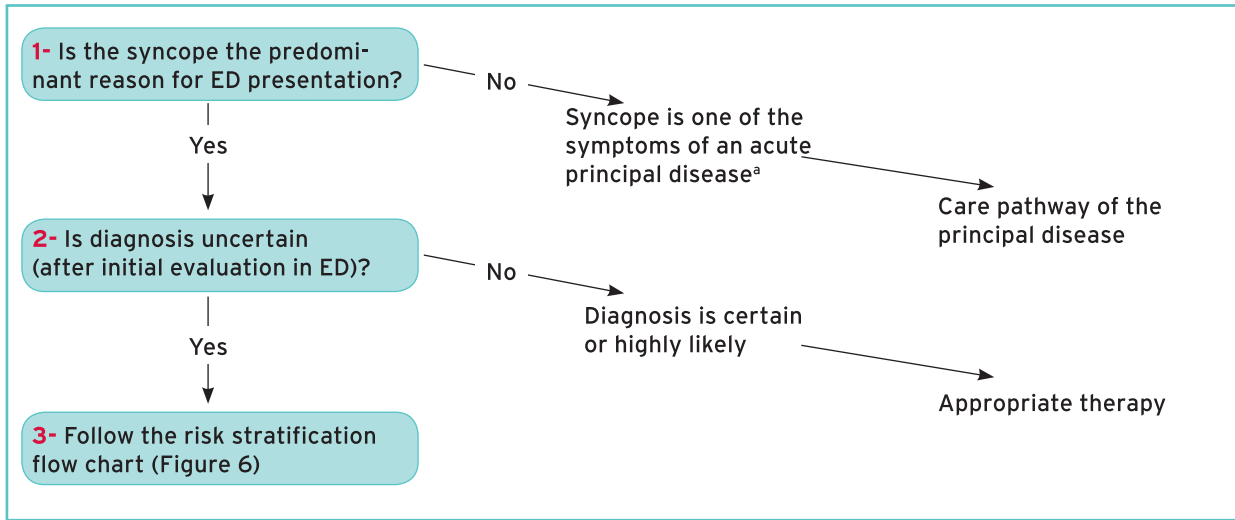 1- Is the syncope the predomi-
nant reason for ED presentation?
No
Syncope is one of the
symptoms of an acute
principal diseaseᵃ
Yes
Care pathway of the
principal disease
2- Is diagnosis uncertain
(after initial evaluation in ED)?
No
Diagnosis is certain
or highly likely
Yes
Appropriate therapy
3- Follow the risk stratification
flow chart (Figure 6)